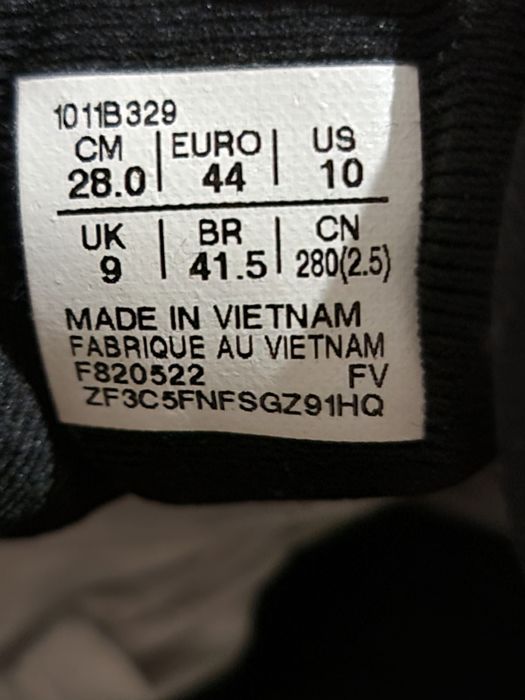 1011B329
CM | EURO | US
28.0 | 44 | 10
UK | BR | CN
9 | 41.5 | 280(2.5)
MADE IN VIETNAM
FABRIQUE AU VIETNAM
F820522 FV
ZF3C5FNFSGZ91HQ